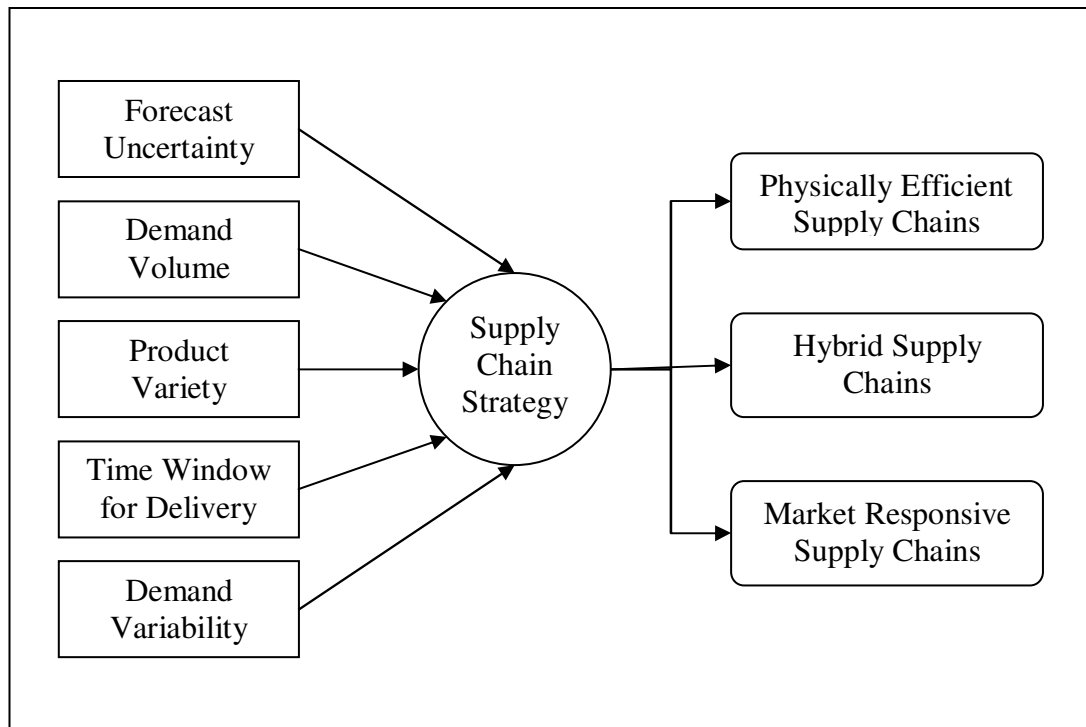 Forecast
Uncertainty
Demand
Volume
Product
Variety
Time Window
for Delivery
Demand
Variability
Supply
Chain
Strategy
Physically Efficient
Supply Chains
Hybrid Supply
Chains
Market Responsive
Supply Chains